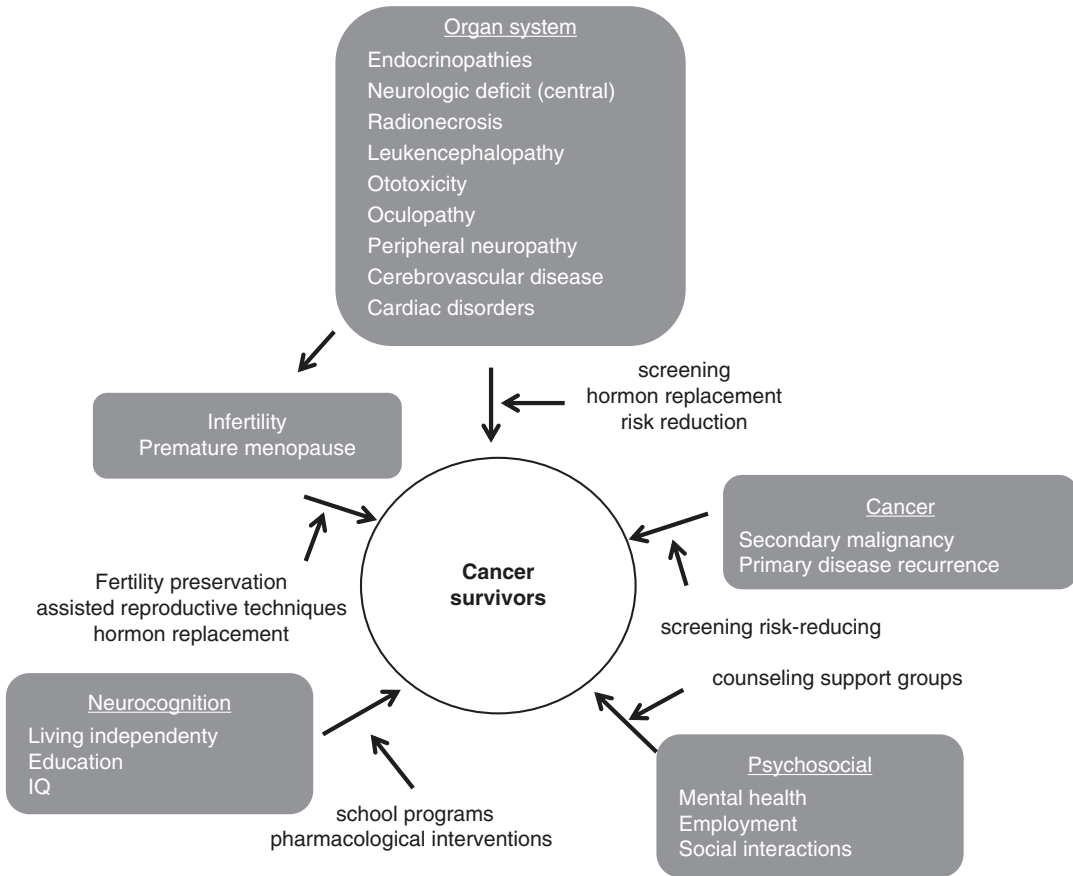 Organ system
Endocrinopathies
Neurologic deficit (central)
Radionecrosis
Leukencephalopathy
Ototoxicity
Oculopathy
Peripheral neuropathy
Cerebrovascular disease
Cardiac disorders
screening
hormon replacement
risk reduction
Infertility
Premature menopause
Cancer
Secondary malignancy
Primary disease recurrence
Cancer
survivors
Fertility preservation
assisted reproductive techniques
hormon replacement
screening risk-reducing
counseling support groups
Neurocognition
Living independenty
Education
IQ
school programs
pharmacological interventions
Psychosocial
Mental health
Employment
Social interactions